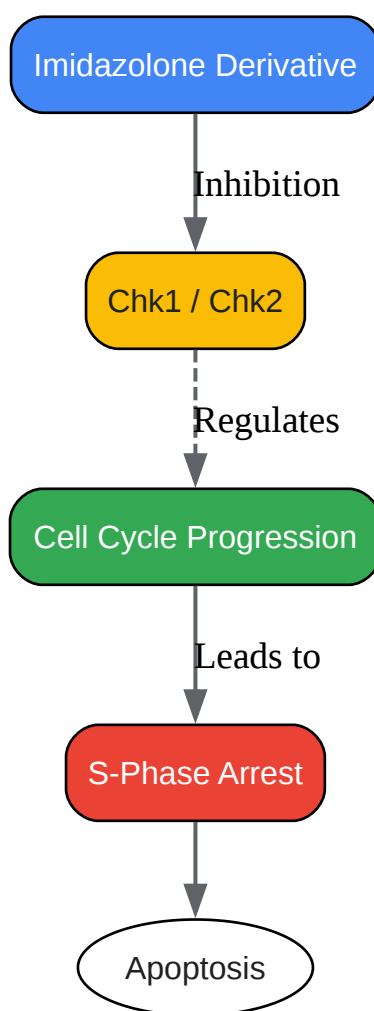 Imidazolone Derivative
Inhibition
Chk1 / Chk2
Regulates
Cell Cycle Progression
Leads to
S-Phase Arrest
Apoptosis